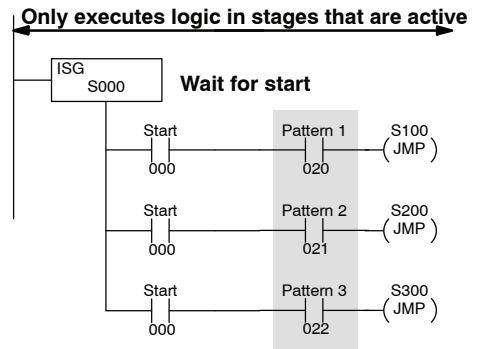 Only executes logic in stages that are active
ISG
S000
Wait for start
Start
Pattern 1
S100
JMP
000
020
Start
Pattern 2
S200
JMP
000
021
Start
Pattern 3
S300
JMP
000
022